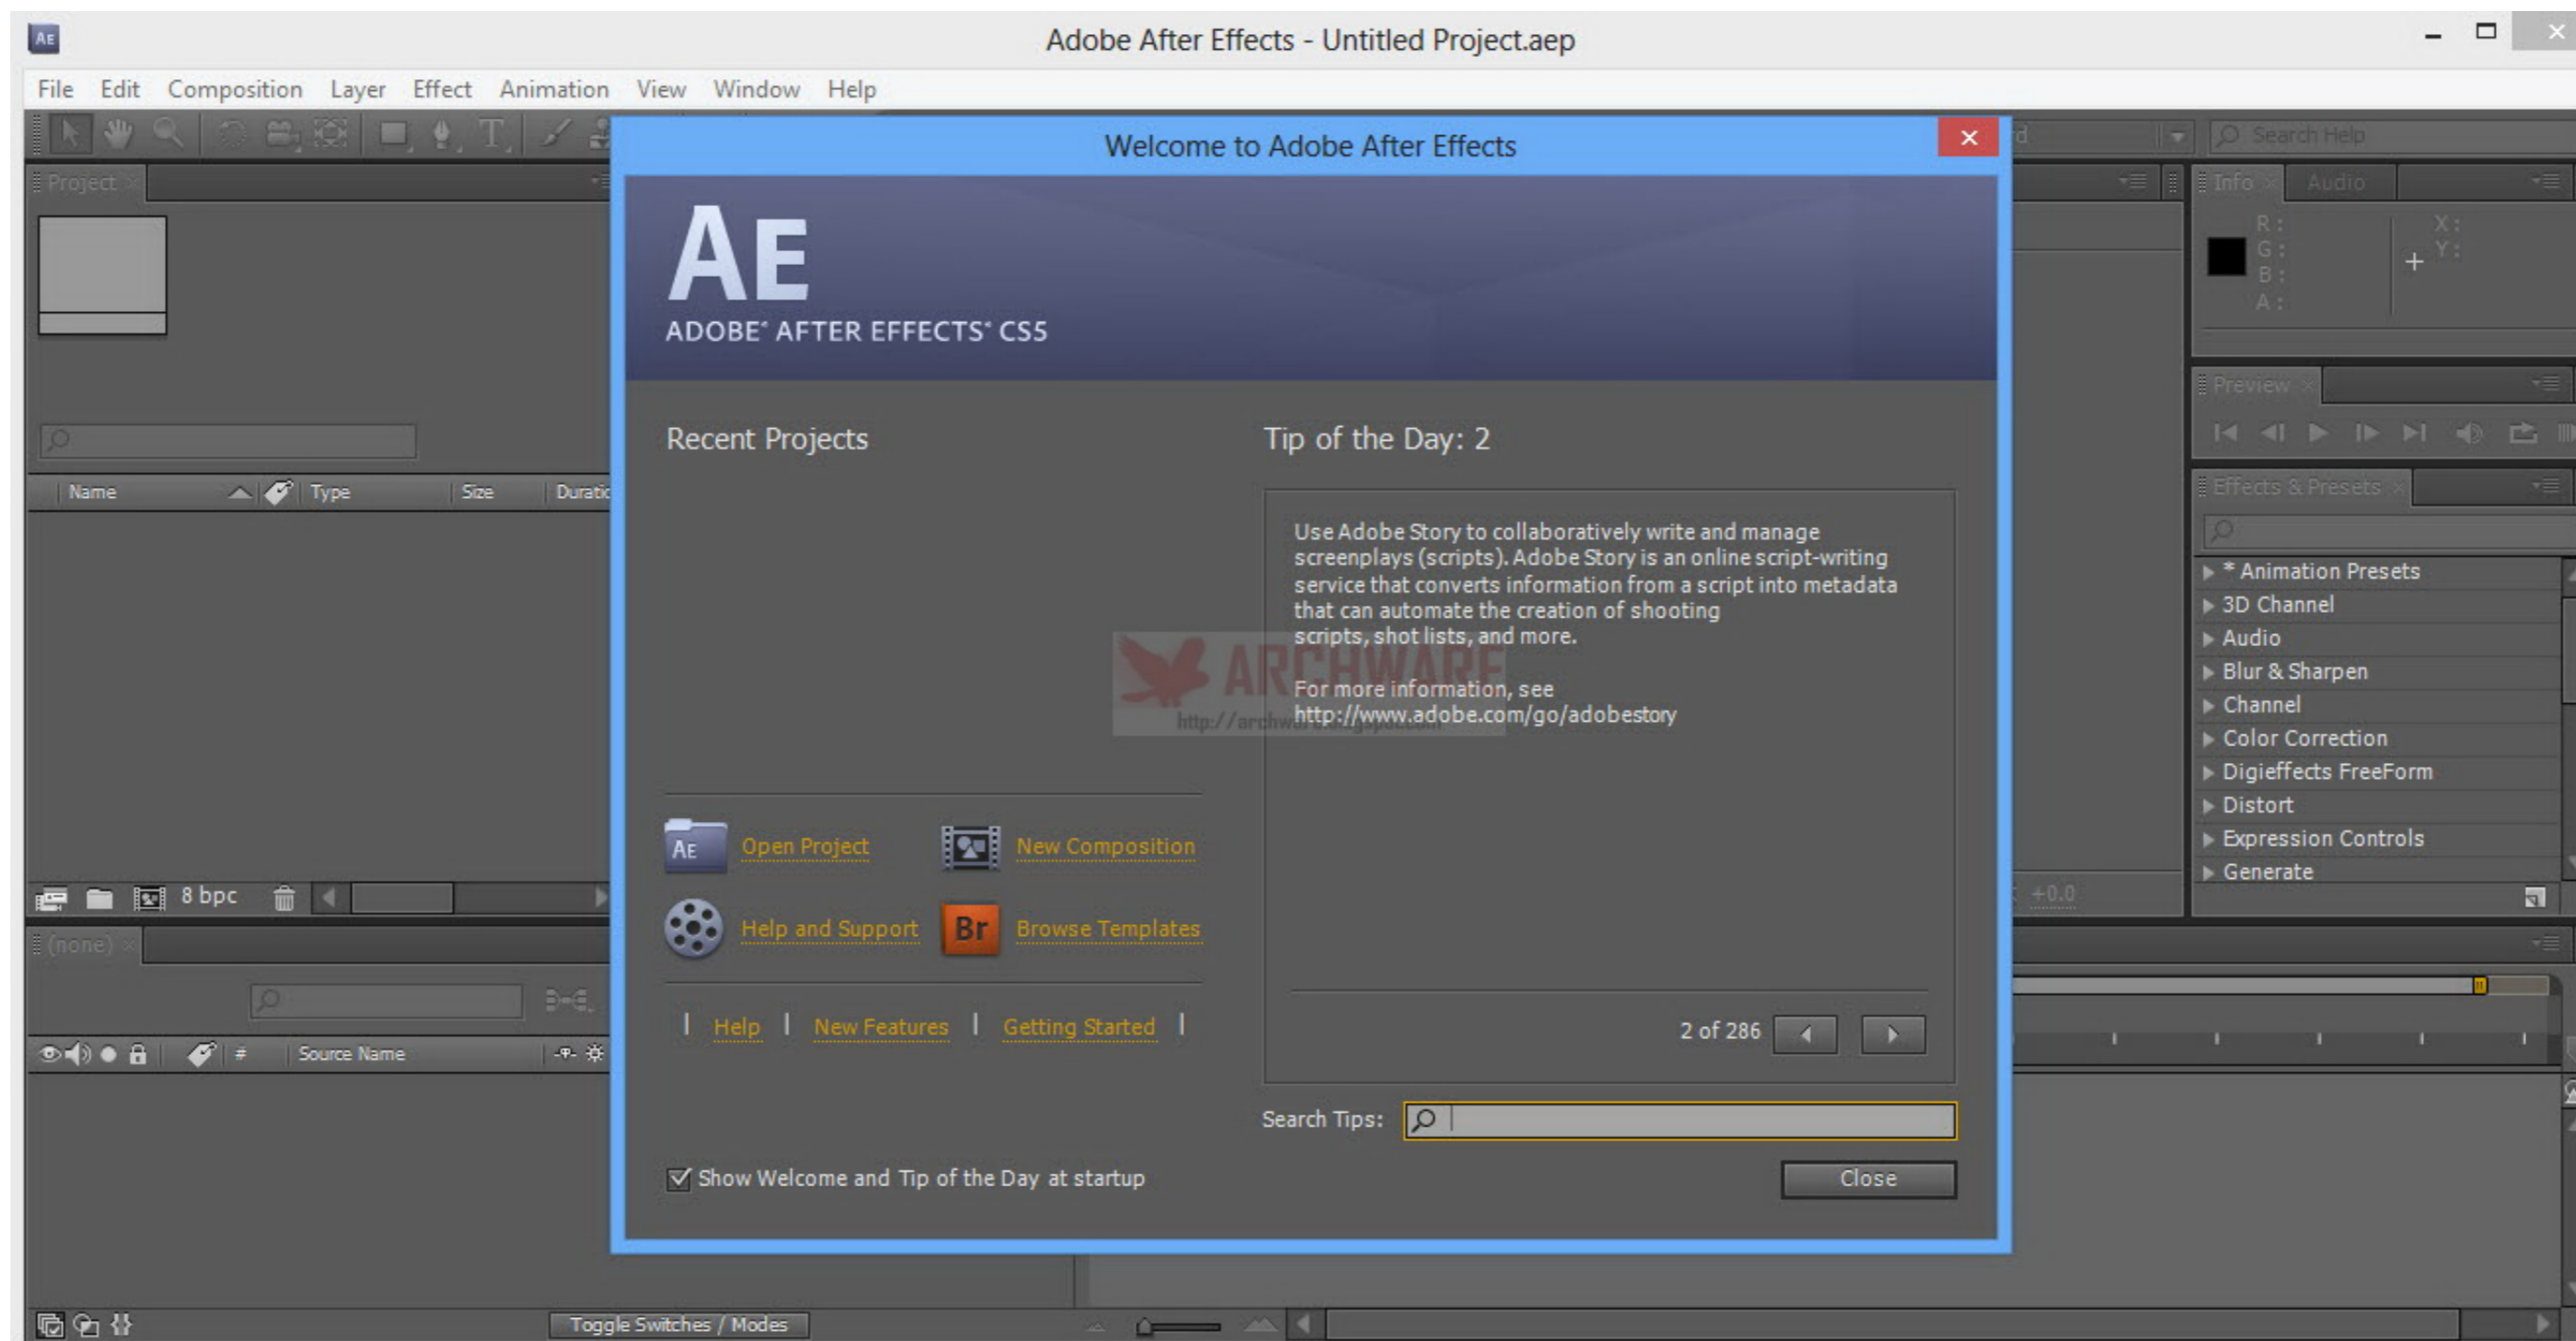 AE
Adobe After Effects - Untitled Project.aep
File Edit Composition Layer Effect Animation View Window Help
Search Help
Welcome to Adobe After Effects
Project
Info Audio
R:
G:
B:
A:
X:
Y:
AE
ADOBE® AFTER EFFECTS® CS5
Preview
Recent Projects
Tip of the Day: 2
Name Type Size
Effects & Presets
Use Adobe Story to collaboratively write and manage
screenplays (scripts). Adobe Story is an online script-writing
service that converts information from a script into metadata
that can automate the creation of shooting
scripts, shot lists, and more.
For more information, see
http://www.adobe.com/go/adobestory
ARCHWARE
* Animation Presets
3D Channel
Audio
Blur & Sharpen
Channel
Color Correction
Digieffects FreeForm
Distort
Expression Controls
Generate
AE Open Project New Composition
Help and Support Br Browse Templates
8 bpc
+0.0
(none)
Help | New Features | Getting Started
2 of 286
# Source Name
Search Tips:
Show Welcome and Tip of the Day at startup
Close
Toggle Switches / Modes